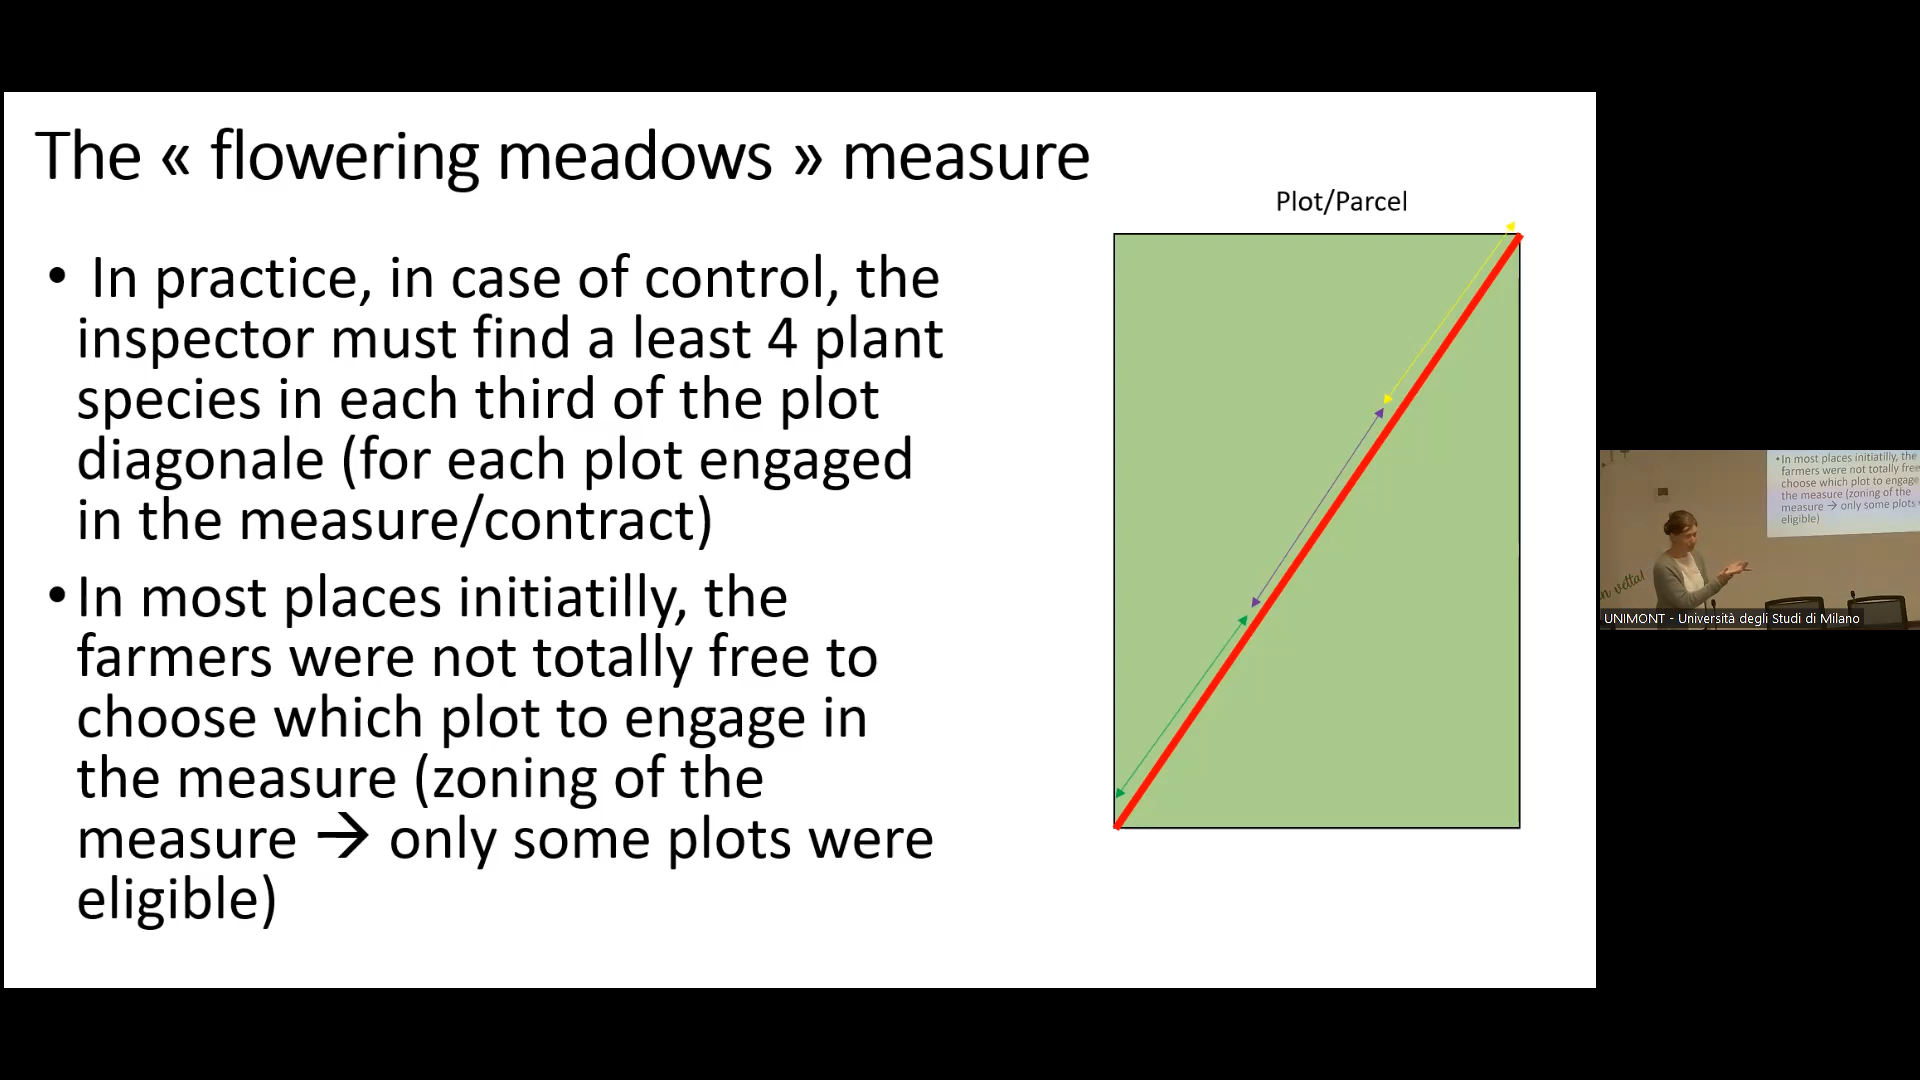 The « flowering meadows » measure
Plot/Parcel
• In practice, in case of control, the
inspector must find a least 4 plant
species in each third of the plot
diagonale (for each plot engaged
in the measure/contract)
• In most places initiatilly, the
farmers were not totally free to
choose which plot to engage in
the measure (zoning of the
measure → only some plots were
eligible)
• In most places initiatilly, the
farmers were not totally free
choose which plot to engage
the measure (zoning of the
measure → only some plots
eligible)
vetta!
UNIMONT - Università degli Studi di Milano